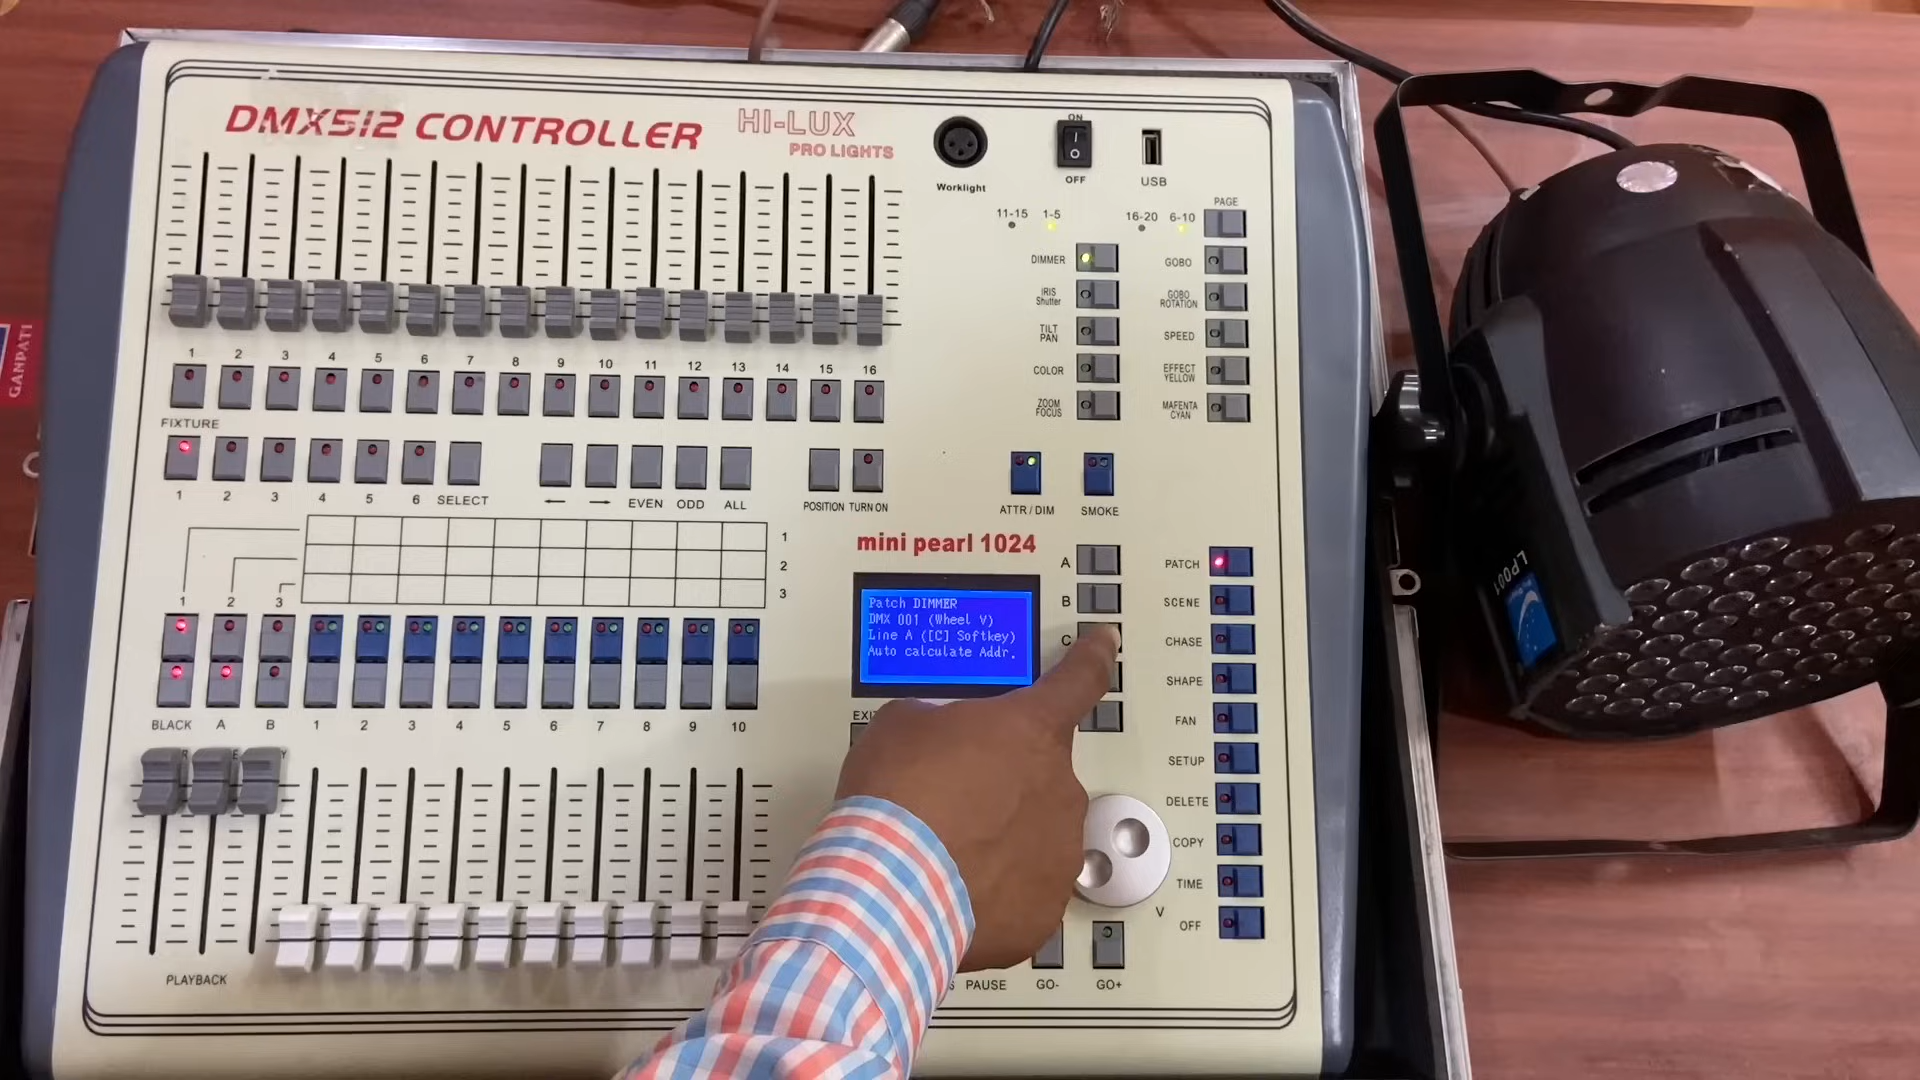 DMX512 CONTROLLER
HI-LUX
PRO LIGHTS
Worklight
ON
OFF
USB
11-15 1-5 16-20 6-10
PAGE
DIMMER
GOBO
IRIS
Shutter
GOBO
ROTATION
TILT
PAN
SPEED
COLOR
EFFECT
YELLOW
ZOOM
FOCUS
MAFENTA
CYAN
1 2 3 4 5 6 7 8 9 10 11 12 13 14 15 16
FIXTURE
1 2 3 4 5 6 SELECT
← → EVEN ODD ALL
POSITION TURN ON
ATTR / DIM
SMOKE
1
2
3
1 2 3
mini pearl 1024
Patch DIMMER
DMX 001 (Wheel V)
Line A ([C] Softkey)
Auto calculate Addr.
A
B
C
PATCH
SCENE
CHASE
SHAPE
FAN
SETUP
DELETE
COPY
TIME
OFF
BLACK A B
1 2 3 4 5 6 7 8 9 10
V
PLAYBACK
PAUSE
GO-
GO+
GANPATI
LP001